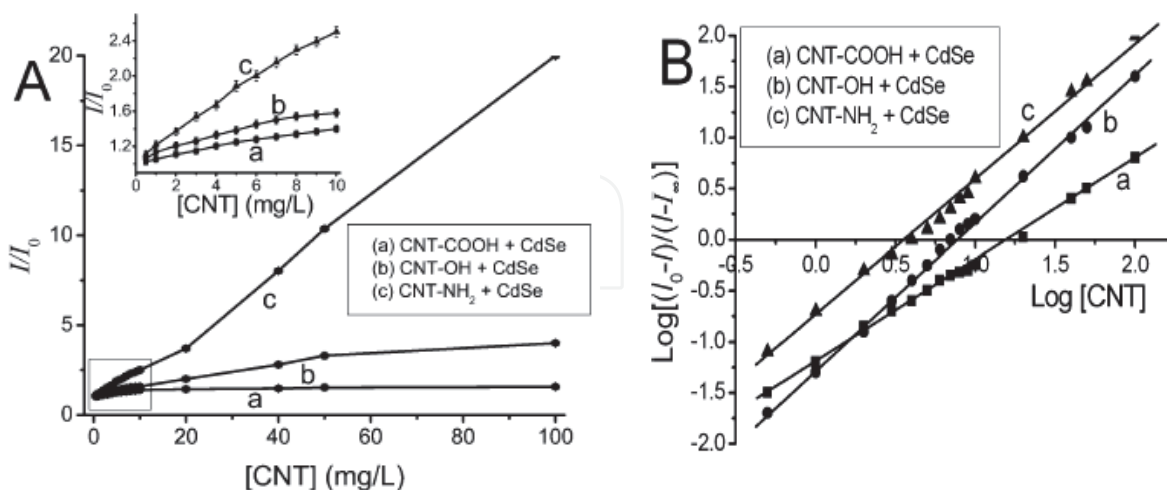 A
I/I₀
20
15
10
5
0
0 20 40 60 80 100
[CNT] (mg/L)
c
b
a
(a) CNT-COOH + CdSe
(b) CNT-OH + CdSe
(c) CNT-NH₂ + CdSe
I/I₀
2.4
2.0
1.6
1.2
2 4 6 8 10
[CNT] (mg/L)
c
b
a
B
Log[(I₀-I)/(I-I∞)]
2.0
1.5
1.0
0.5
0.0
-0.5
-1.0
-1.5
-2.0
-0.5 0.0 0.5 1.0 1.5 2.0
Log [CNT]
(a) CNT-COOH + CdSe
(b) CNT-OH + CdSe
(c) CNT-NH₂ + CdSe
c
b
a